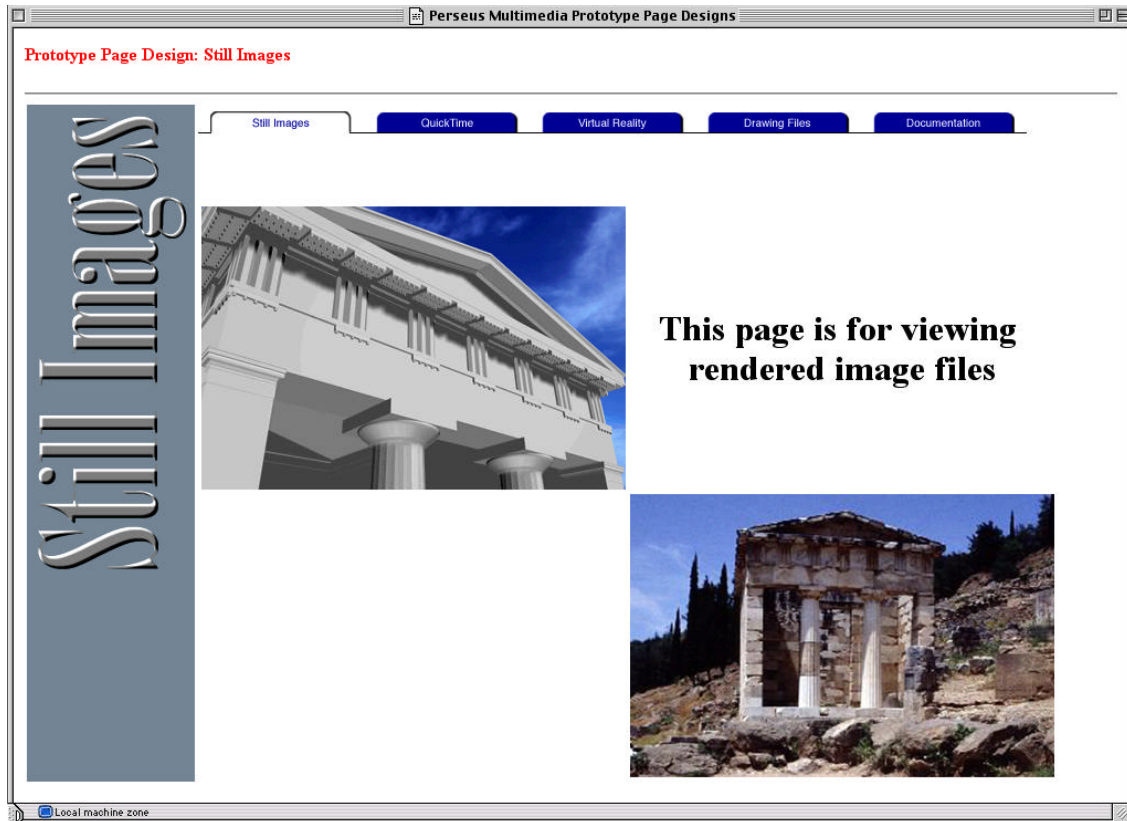 Perseus Multimedia Prototype Page Designs
Prototype Page Design: Still Images
Still Images
Still Images
QuickTime
Virtual Reality
Drawing Files
Documentation
This page is for viewing
rendered image files
Local machine zone